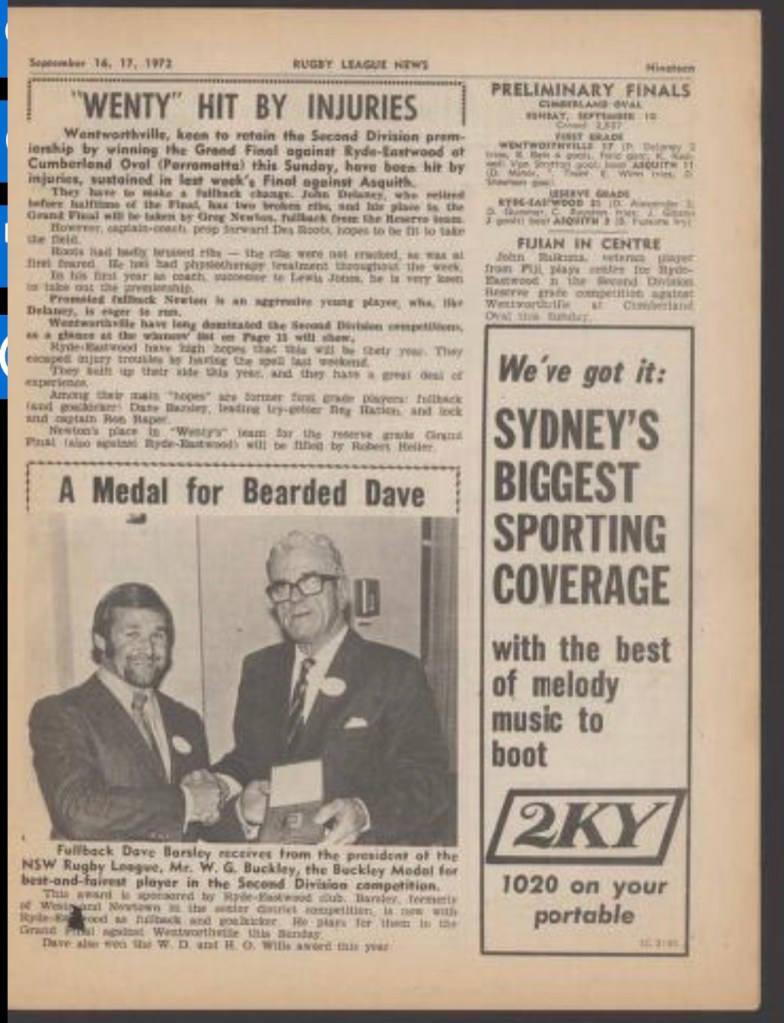 September 16, 17, 1972
RUGBY LEAGUE NEWS
Nineteen
"WENTY" HIT BY INJURIES
Wentworthville, keen to retain the Second Division prem-
iership by winning the Grand Final against Ryde-Eastwood at
Cumberland Oval (Parramatta) this Sunday, have been hit by
injuries, sustained in last week's Final against Asquith.
They have to make a fullback change. John Delaney, who retired
before halftime of the Final, has two broken ribs, and his place in the
Grand Final will be taken by Greg Newton, fullback from the Reserve team.
However, captain-coach, prop forward Des Roots, hopes to be fit to take
the field.
Roots had badly bruised ribs — the ribs were not cracked, as was at
first feared. He has had physiotherapy treatment throughout the week.
In his first year as coach, successor to Lewis Jones, he is very keen
to take out the premiership.
Promoted fullback Newton is an aggressive young player, who, like
Delaney, is eager to run.
Wentworthville have long dominated the Second Division competitions,
as a glance at the winners' list on Page 11 will show.
Ryde-Eastwood have high hopes that this will be their year. They
escaped injury troubles by having the spell last weekend.
They built up their side this year, and they have a great deal of
experience.
Among their main "hopes" are former first grade players: fullback
(and goalkicker) Dave Barsley, leading try-getter Reg Hatton, and lock
and captain Ron Raper.
Newton's place in "Wenty's" team for the reserve grade Grand
Final (also against Ryde-Eastwood) will be filled by Robert Heller.
A Medal for Bearded Dave
Fullback Dave Barsley receives from the president of the
NSW Rugby League, Mr. W. G. Buckley, the Buckley Medal for
best-and-fairest player in the Second Division competition.
This award is sponsored by Ryde-Eastwood club. Barsley, formerly
of Wests and Newtown in the senior district competition, is now with
Ryde-Eastwood as fullback and goalkicker. He plays for them in the
Grand Final against Wentworthville this Sunday.
Dave also won the W. D. and H. O. Wills award this year.
PRELIMINARY FINALS
CUMBERLAND OVAL
SUNDAY, SEPTEMBER 10
FIRST GRADE
WENTWORTHVILLE 17
ASQUITH 11
RESERVE GRADE
RYDE-EASTWOOD
ASQUITH
FIJIAN IN CENTRE
John veteran player
from Fiji, plays centre for Ryde-
Eastwood n the Second Division
Reserve grade competition against
Wentworthville at Cumberland
Oval this Sunday.
We've got it:
SYDNEY'S
BIGGEST
SPORTING
COVERAGE
with the best
of melody
music to
boot
2KY
1020 on your
portable